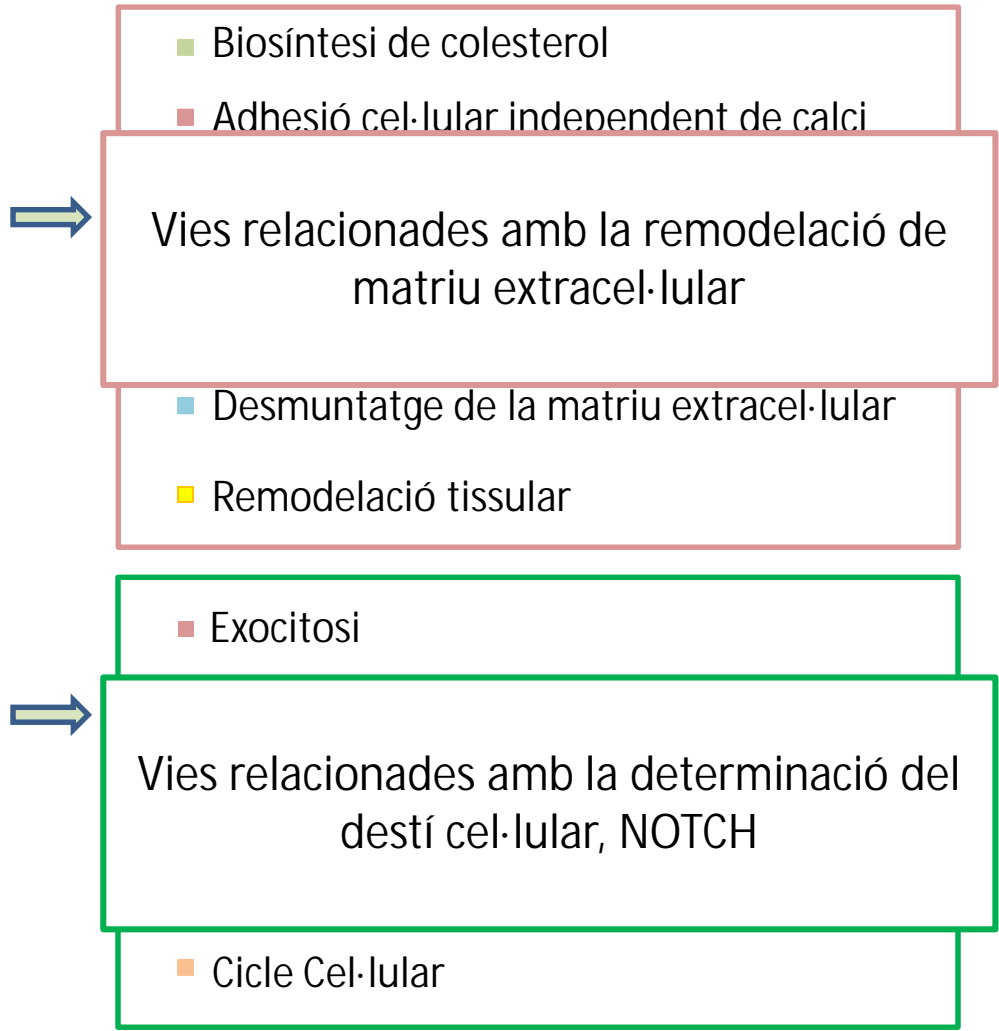 Biosíntesi de colesterol
Adhesió cel·lular independent de calci
Vies relacionades amb la remodelació de
matriu extracel·lular
Desmuntatge de la matriu extracel·lular
Remodelació tissular
Exocitosi
Vies relacionades amb la determinació del
destí cel·lular, NOTCH
Cicle Cel·lular